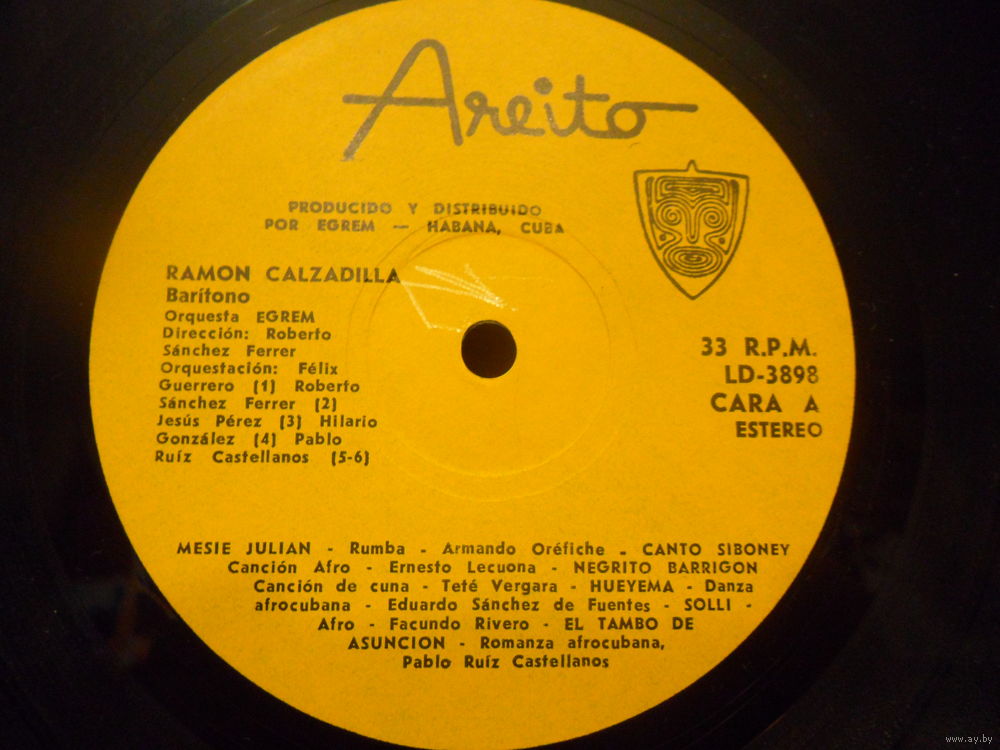 Areito
PRODUCIDO Y DISTRIBUIDO
POR EGREM — HABANA, CUBA
RAMON CALZADILLA
Barítono
Orquesta EGREM
Dirección: Roberto
Sánchez Ferrer
Orquestación: Félix
Guerrero (1) Roberto
Sánchez Ferrer (2)
Jesús Pérez (3) Hilario
González (4) Pablo
Ruíz Castellanos (5-6)
33 R.P.M.
LD-3898
CARA A
ESTEREO
MESIE JULIAN - Rumba - Armando Oréfiche - CANTO SIBONEY
Canción Afro - Ernesto Lecuona - NEGRITO BARRIGON
Canción de cuna - Teté Vergara - HUEYEMA - Danza
afrocubana - Eduardo Sánchez de Fuentes - SOLLI -
Afro - Facundo Rivero - EL TAMBO DE
ASUNCION - Romanza afrocubana,
Pablo Ruíz Castellanos
www.ay.by